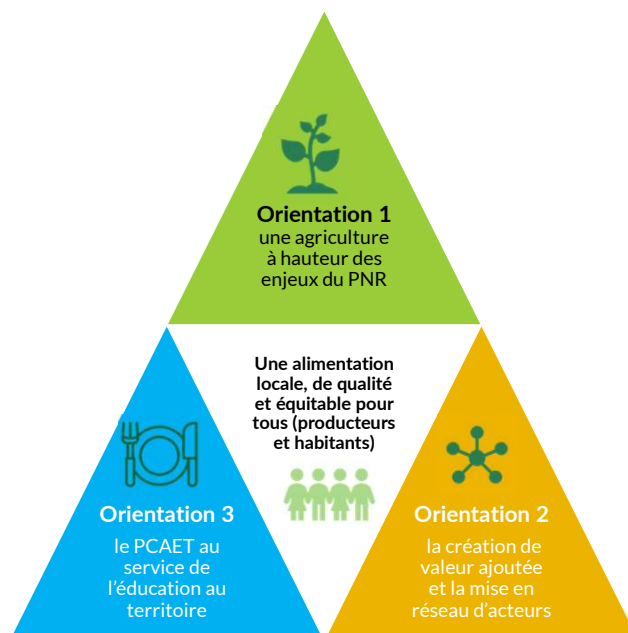 Orientation 1
une agriculture
à hauteur des
enjeux du PNR
Une alimentation
locale, de qualité
et équitable pour
tous (producteurs
et habitants)
Orientation 3
le PCAET au
service de
l’éducation au
territoire
Orientation 2
la création de
valeur ajoutée
et la mise en
réseau d’acteurs